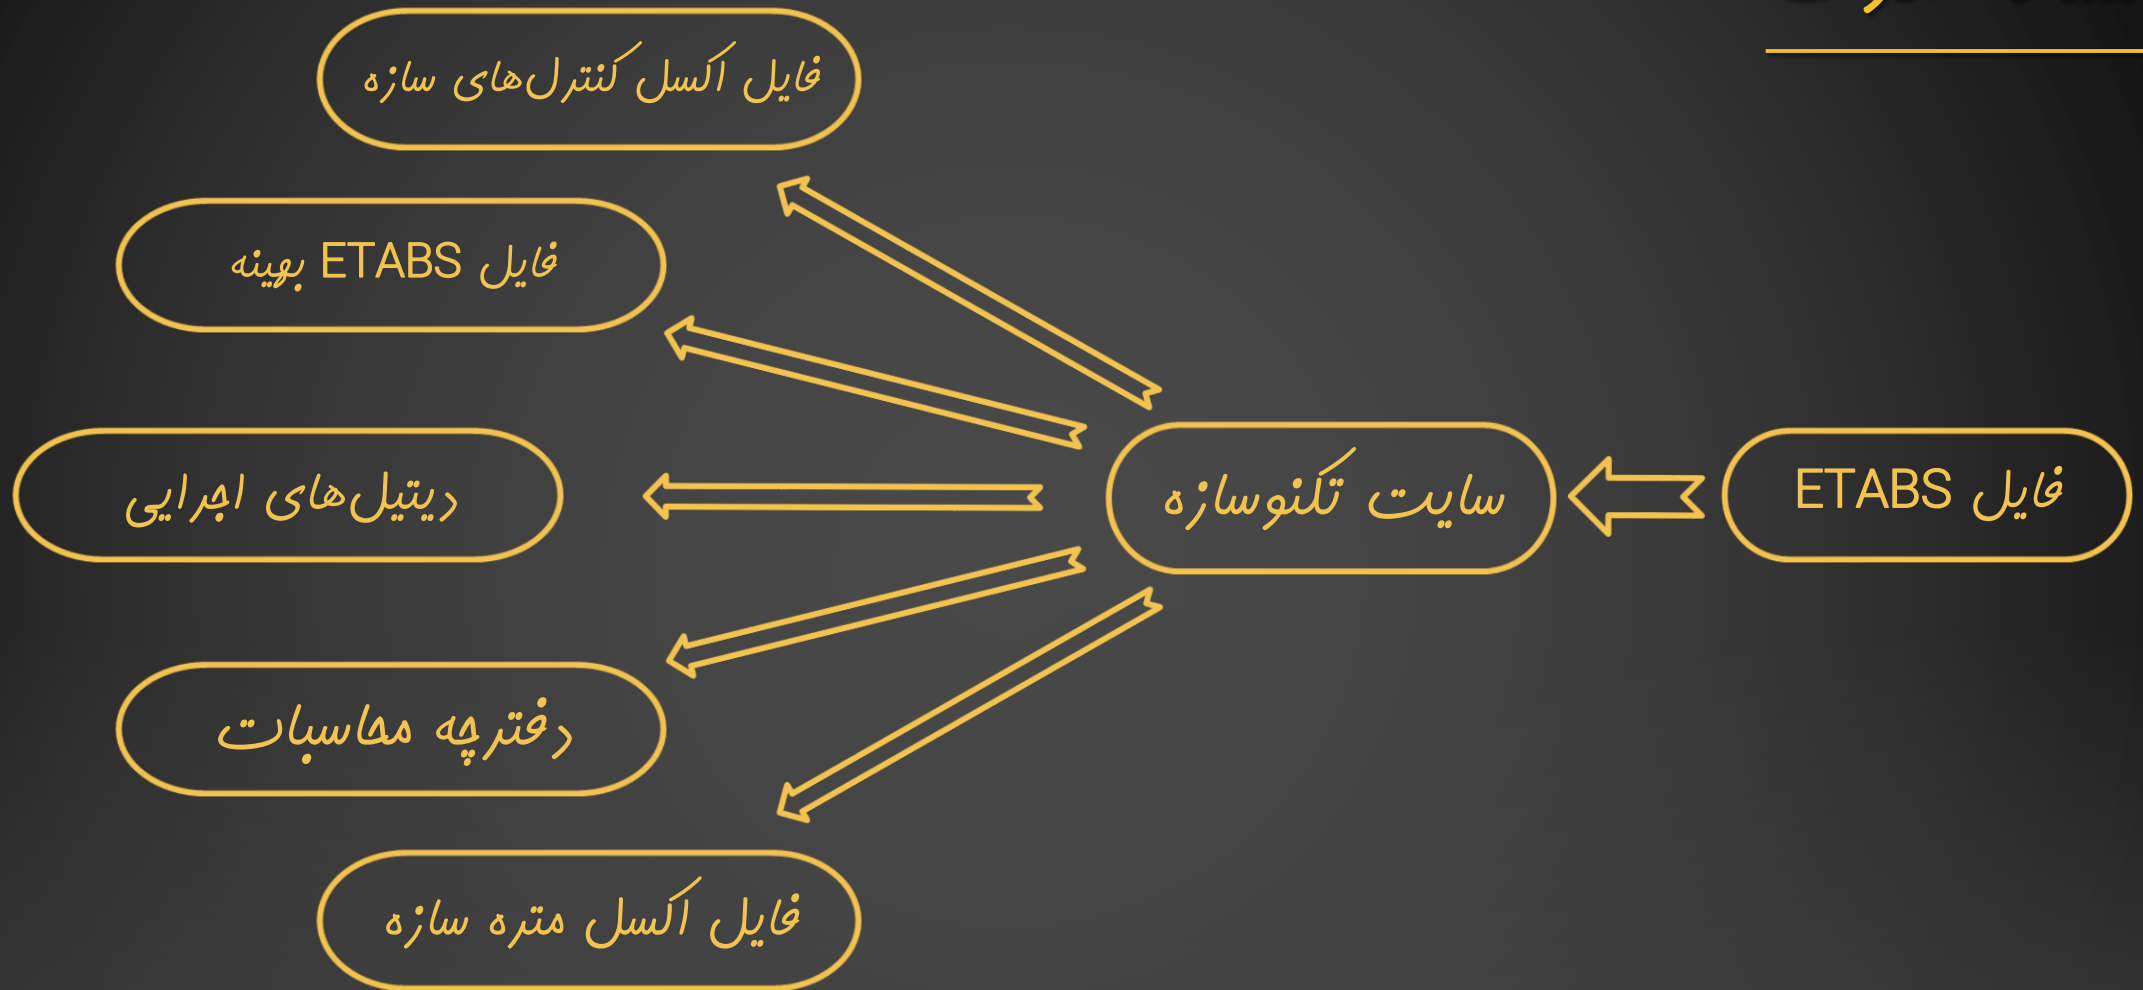 فایل ETABS
سایت تکنوسازه
فایل اکسل کنترل‌های سازه
فایل ETABS بهینه
دیتیل‌های اجرایی
دفترچه محاسبات
فایل اکسل متره سازه